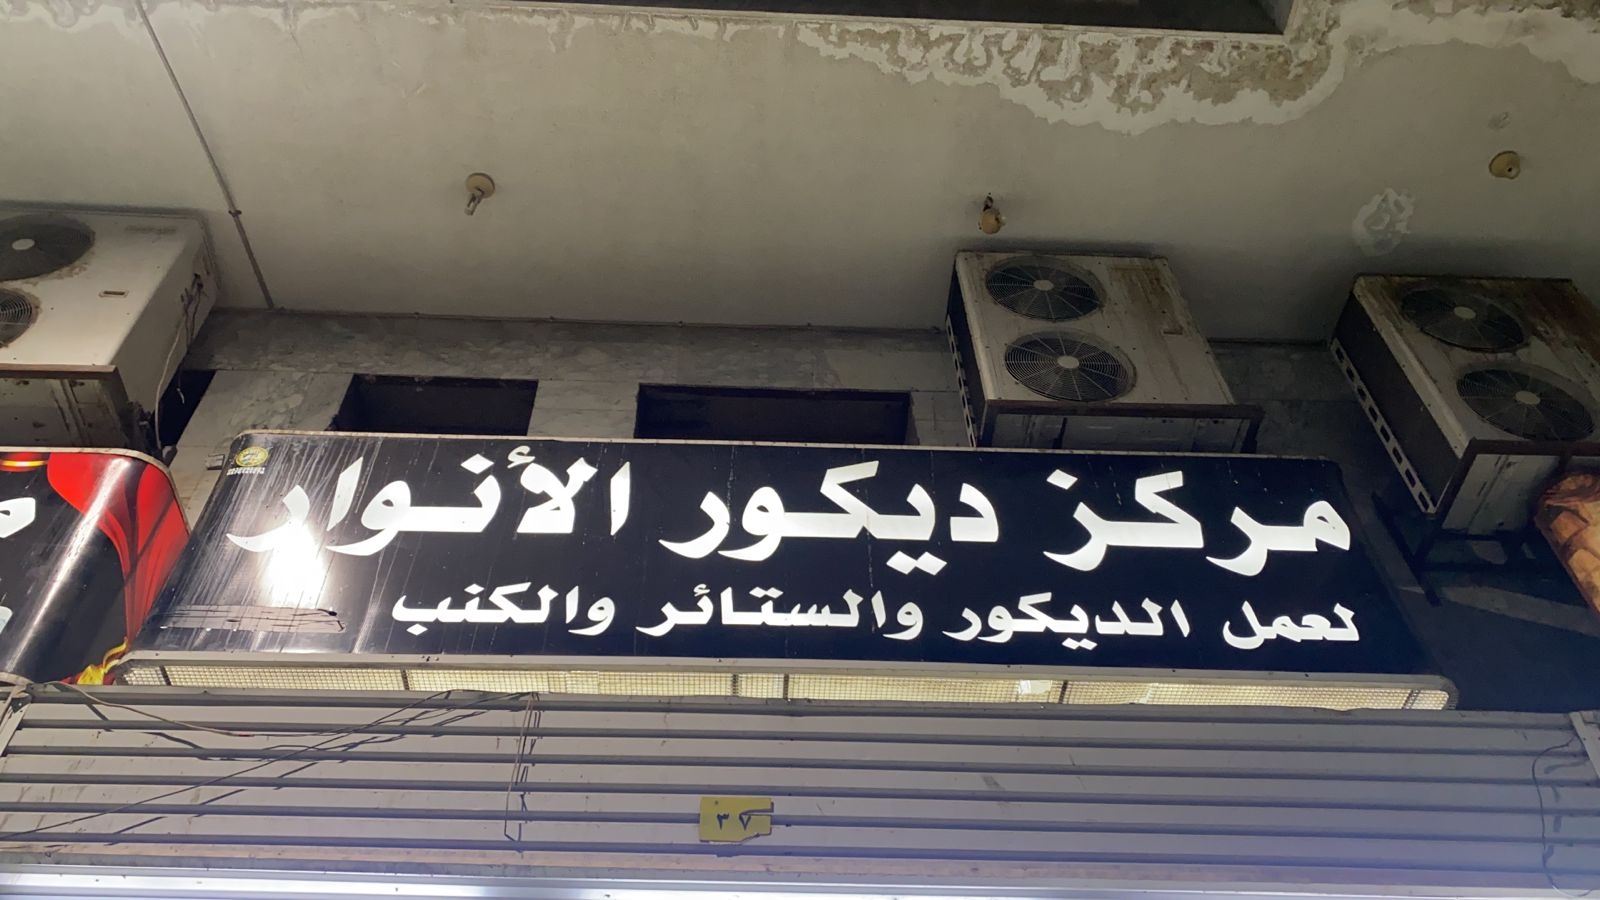 مركز ديكور الأنوار
لعمل الديكور والستائر والكنب
٣٧